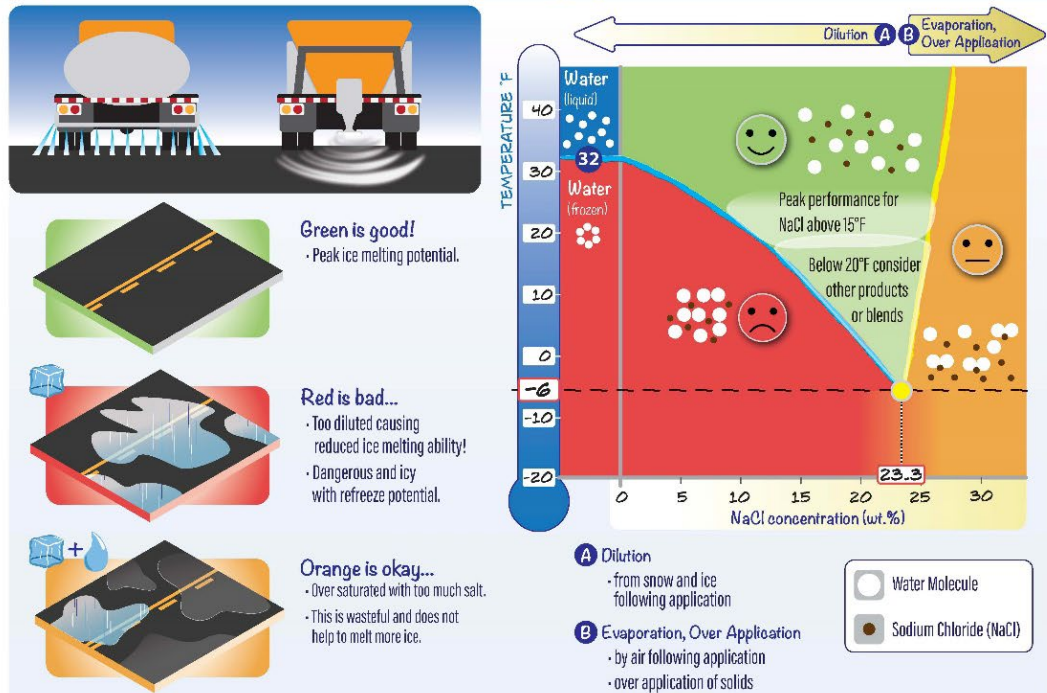 Green is good!
· Peak ice melting potential.
Red is bad...
· Too diluted causing
reduced ice melting ability!
· Dangerous and icy
with refreeze potential.
Orange is okay...
· Over saturated with too much salt.
· This is wasteful and does not
help to melt more ice.
Dilution A B Evaporation,
Over Application
TEMPERATURE °F
40
30
20
10
0
-6
-10
-20
Water
(liquid)
32
Water
(frozen)
Peak performance for
NaCl above 15°F
Below 20°F consider
other products
or blends
23.3
0 5 10 15 20 25 30
NaCl concentration (wt.%)
A Dilution
· from snow and ice
following application
B Evaporation, Over Application
· by air following application
· over application of solids
Water Molecule
Sodium Chloride (NaCl)